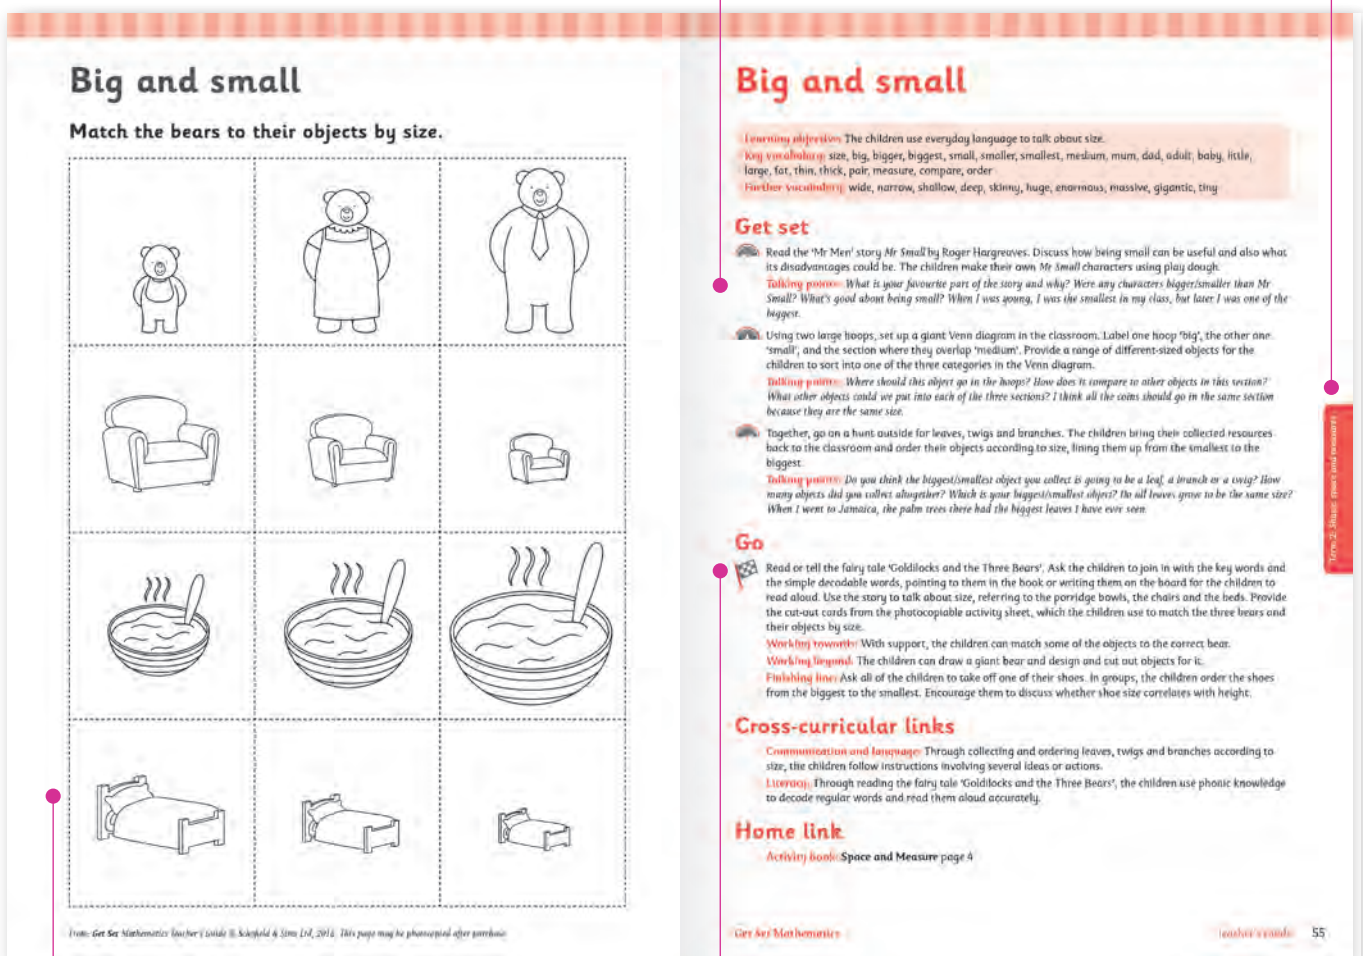 Big and small
Match the bears to their objects by size.
From: Get Set Mathematics Teacher's Guide © Schofield & Sims Ltd, 2016. This page may be photocopied after purchase.
Big and small
Learning objective: The children use everyday language to talk about size.
Key vocabulary: size, big, bigger, biggest, small, smaller, smallest, medium, mum, dad, adult, baby, little,
large, fat, thin, thick, pair, measure, compare, order
Further vocabulary: wide, narrow, shallow, deep, skinny, huge, enormous, massive, gigantic, tiny
Get set
Read the 'Mr Men' story Mr Small by Roger Hargreaves. Discuss how being small can be useful and also what
its disadvantages could be. The children make their own Mr Small characters using play dough.
Talking points: What is your favourite part of the story and why? Were any characters bigger/smaller than Mr
Small? What's good about being small? When I was young, I was the smallest in my class, but later I was one of the
biggest.
Using two large hoops, set up a giant Venn diagram in the classroom. Label one hoop 'big', the other one
'small', and the section where they overlap 'medium'. Provide a range of different-sized objects for the
children to sort into one of the three categories in the Venn diagram.
Talking points: Where should this object go in the hoops? How does it compare to other objects in this section?
What other objects could we put into each of the three sections? I think all the coins should go in the same section
because they are the same size.
Together, go on a hunt outside for leaves, twigs and branches. The children bring their collected resources
back to the classroom and order their objects according to size, lining them up from the smallest to the
biggest.
Talking points: Do you think the biggest/smallest object you collect is going to be a leaf, a branch or a twig? How
many objects did you collect altogether? Which is your biggest/smallest object? Do all leaves grow to be the same size?
When I went to Jamaica, the palm trees there had the biggest leaves I have ever seen.
Go
Read or tell the fairy tale 'Goldilocks and the Three Bears'. Ask the children to join in with the key words and
the simple decodable words, pointing to them in the book or writing them on the board for the children to
read aloud. Use the story to talk about size, referring to the porridge bowls, the chairs and the beds. Provide
the cut-out cards from the photocopiable activity sheet, which the children use to match the three bears and
their objects by size.
Working towards: With support, the children can match some of the objects to the correct bear.
Working beyond: The children can draw a giant bear and design and cut out objects for it.
Finishing line: Ask all of the children to take off one of their shoes. In groups, the children order the shoes
from the biggest to the smallest. Encourage them to discuss whether shoe size correlates with height.
Cross-curricular links
Communication and language: Through collecting and ordering leaves, twigs and branches according to
size, the children follow instructions involving several ideas or actions.
Literacy: Through reading the fairy tale 'Goldilocks and the Three Bears', the children use phonic knowledge
to decode regular words and read them aloud accurately.
Home link
Activity book: Space and Measure page 4
Term 2: Shape, space and measures
Get Set Mathematics
Teacher's Guide 55